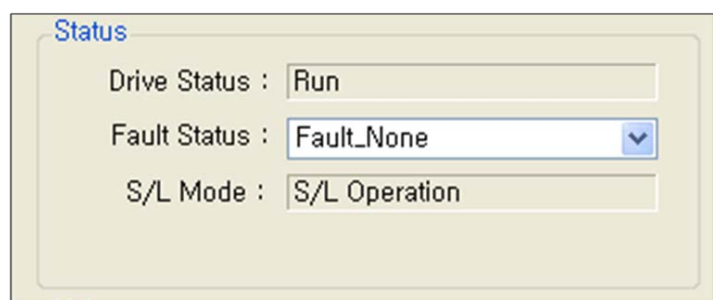 Status
Drive Status : Run
Fault Status : Fault_None
S/L Mode : S/L Operation